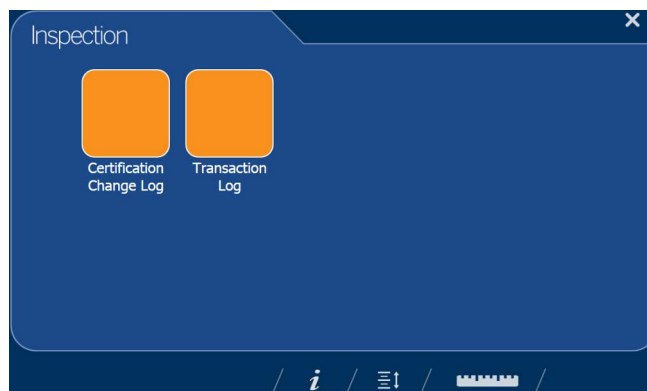 Inspection
Certification
Change Log
Transaction
Log
i